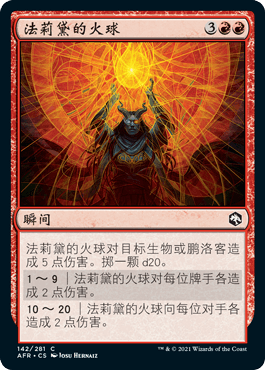 法莉黛的火球 3
瞬间
法莉黛的火球对目标生物或鹏洛客造
成 5 点伤害。掷一颗 d20。
1～9 | 法莉黛的火球对每位牌手各造
成 2 点伤害。
10～20 | 法莉黛的火球向每位对手各
造成 2 点伤害。
142/281 C
AFR • CS Iosu Hernaiz
™ & © 2021 Wizards of the Coast